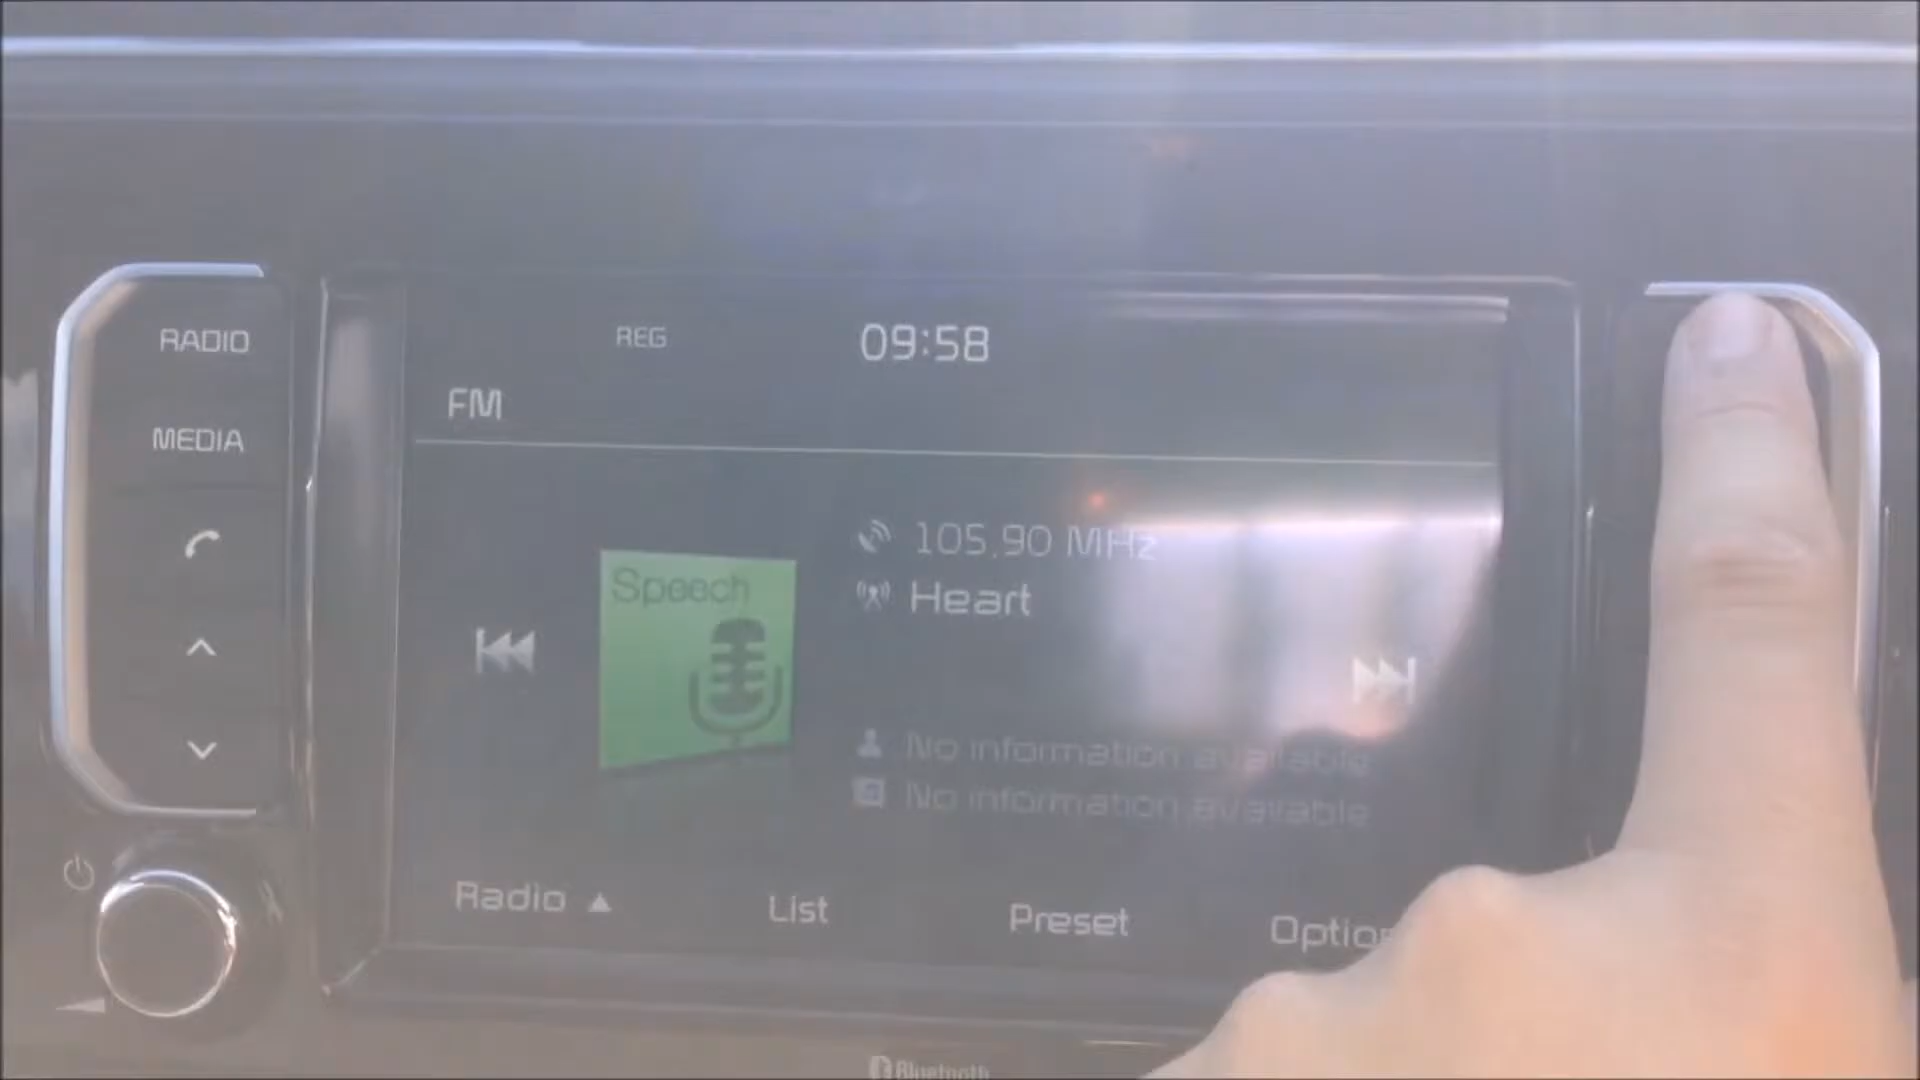 RADIO
MEDIA
REG
09:58
FM
105.90 MHz
Speech
Heart
No information available
No information available
Radio
List
Preset
Option
Bluetooth